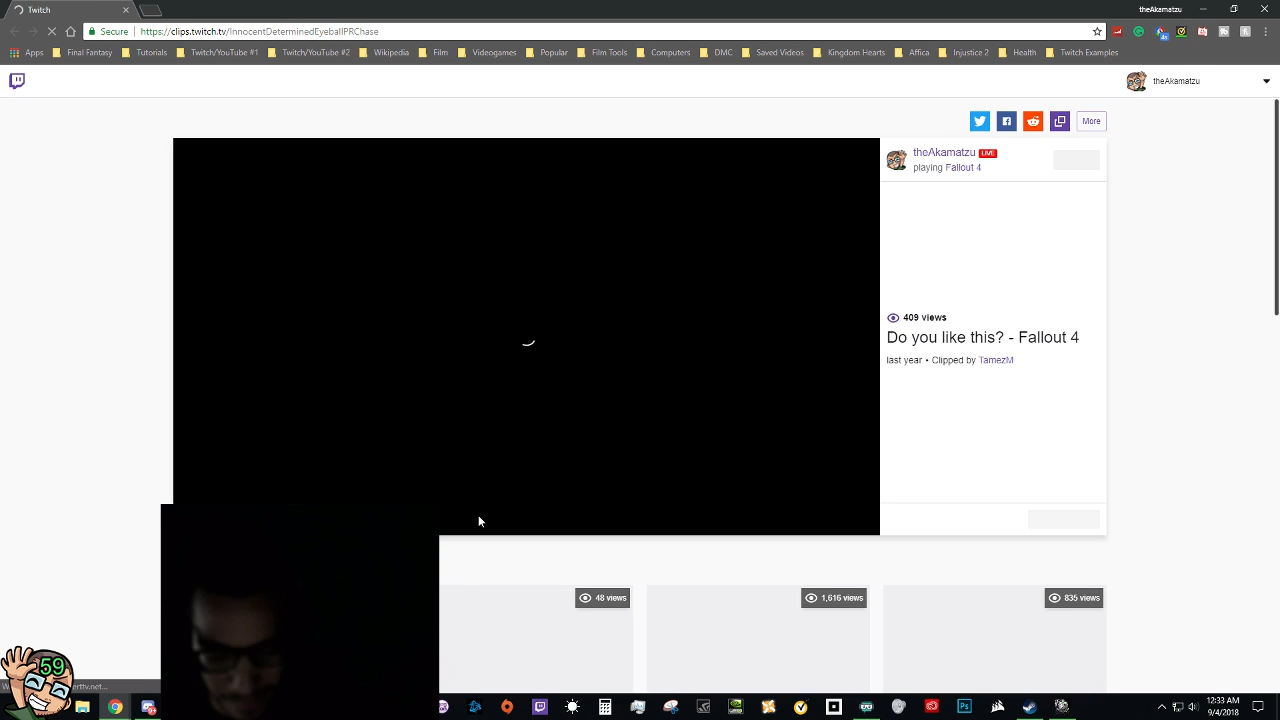 Twitch
theAkamatzu
Secure https://clips.twitch.tv/InnocentDeterminedEyeballPRChase
Apps Final Fantasy Tutorials Twitch/YouTube #1 Twitch/YouTube #2 Wikipedia Film Videogames Popular Film Tools Computers DMC Saved Videos Kingdom Hearts Affica Injustice 2 Health Twitch Examples
theAkamatzu
More
theAkamatzu LIVE
playing Fallout 4
409 views
Do you like this? - Fallout 4
last year • Clipped by TamezM
48 views 1,616 views 835 views
59
Ps
12:33 AM
9/4/2018